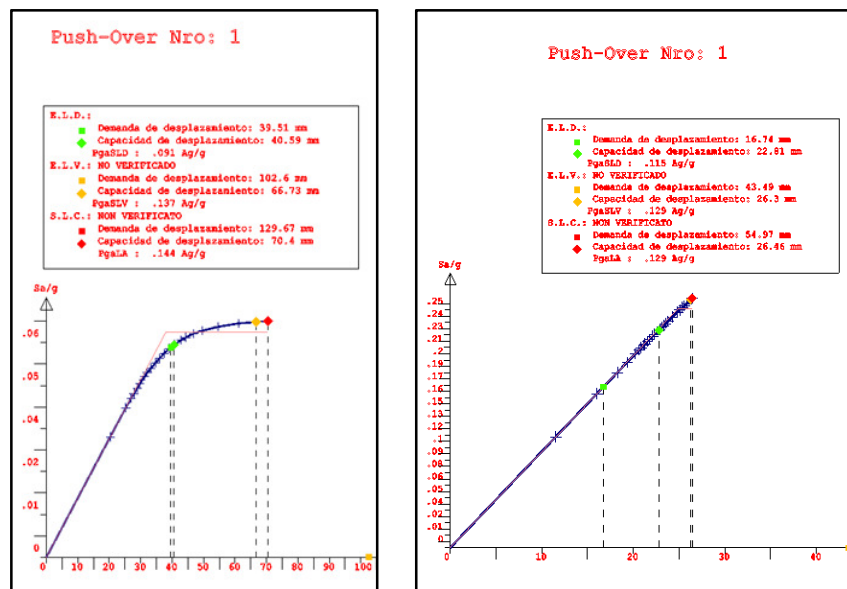 Push-Over Nro: 1
E.L.D.:
Demanda de desplazamiento: 39.51 mm
Capacidad de desplazamiento: 40.59 mm
PgaSLD : .091 Ag/g
E.L.V.: NO VERIFICADO
Demanda de desplazamiento: 102.6 mm
Capacidad de desplazamiento: 66.73 mm
PgaSLV : .137 Ag/g
S.L.C.: NON VERIFICATO
Demanda de desplazamiento: 129.67 mm
Capacidad de desplazamiento: 70.4 mm
PgaLA : .144 Ag/g
Sa/g
.06
.05
.04
.02
.01
0
0 10 20 30 40 50 60 70 80 90 100
Push-Over Nro: 1
E.L.D.:
Demanda de desplazamiento: 16.74 mm
Capacidad de desplazamiento: 22.81 mm
PgaSLD : .115 Ag/g
E.L.V.: NO VERIFICADO
Demanda de desplazamiento: 43.49 mm
Capacidad de desplazamiento: 26.3 mm
PgaSLV : .129 Ag/g
S.L.C.: NON VERIFICATO
Demanda de desplazamiento: 54.97 mm
Capacidad de desplazamiento: 26.46 mm
PgaLA : .129 Ag/g
Sa/g
.25
.24
.23
.22
.21
.2
.19
.18
.17
.16
.15
.13
.12
.11
.1
.09
.08
.06
.05
.04
.03
.02
.01
0
0 10 20 30 40